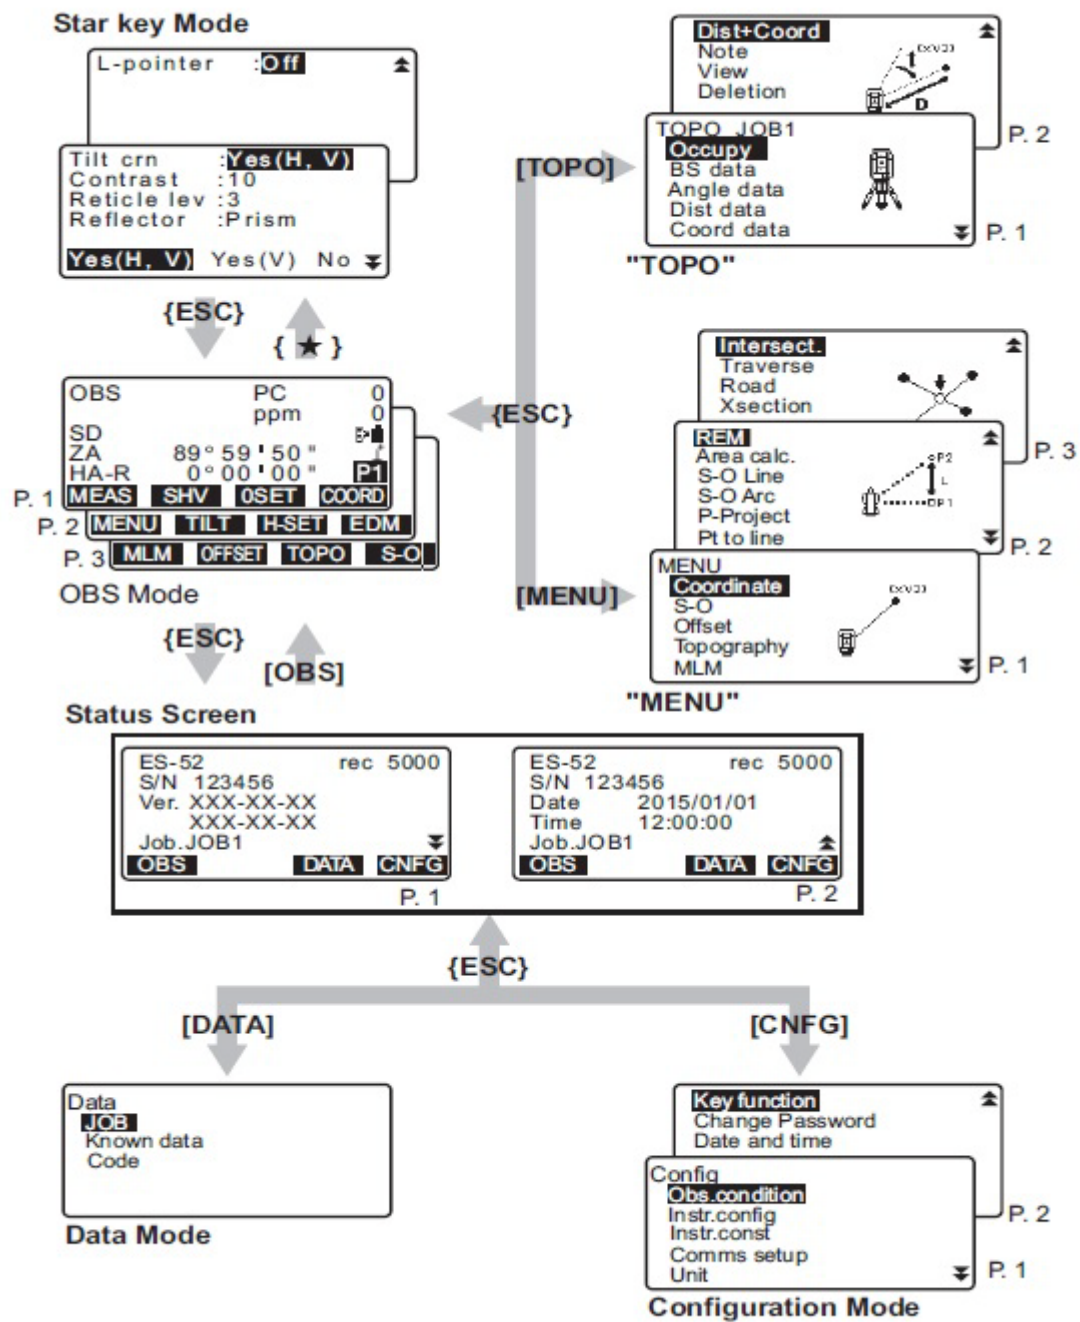 Star key Mode
L-pointer :Off
Tilt crn :Yes(H, V)
Contrast :10
Reticle lev :3
Reflector :Prism
Yes(H, V) Yes(V) No
{ESC}
{ ★ }
OBS PC 0
ppm 0
SD
ZA 89° 59 ' 50 "
HA-R 0° 00 ' 00 " P1
P. 1 MEAS SHV 0SET COORD
P. 2 MENU TILT H-SET EDM
P. 3 MLM OFFSET TOPO S-O
OBS Mode
{ESC}
[OBS]
[TOPO]
{ESC}
[MENU]
Dist+Coord
Note
View
Deletion
D
P. 2
TOPO JOB1
Occupy
BS data
Angle data
Dist data
Coord data
P. 1
"TOPO"
Intersect.
Traverse
Road
Xsection
P. 3
REM
Area calc.
S-O Line
S-O Arc
P-Project
Pt to line
P2
L
P1
P. 2
MENU
Coordinate
S-O
Offset
Topography
MLM
P. 1
"MENU"
Status Screen
ES-52 rec 5000
S/N 123456
Ver. XXX-XX-XX
XXX-XX-XX
Job.JOB1
OBS DATA CNFG
P. 1
ES-52 rec 5000
S/N 123456
Date 2015/01/01
Time 12:00:00
Job.JOB1
OBS DATA CNFG
P. 2
{ESC}
[DATA]
[CNFG]
Data
JOB
Known data
Code
Data Mode
Key function
Change Password
Date and time
P. 2
Config
Obs.condition
Instr.config
Instr.const
Comms setup
Unit
P. 1
Configuration Mode